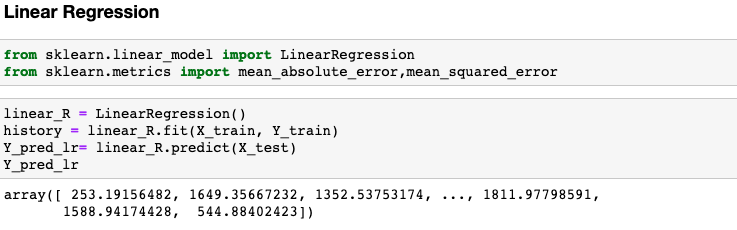 Linear Regression
from sklearn.linear_model import LinearRegression
from sklearn.metrics import mean_absolute_error,mean_squared_error
linear_R = LinearRegression()
history = linear_R.fit(X_train, Y_train)
Y_pred_lr= linear_R.predict(X_test)
Y_pred_lr
array([ 253.19156482, 1649.35667232, 1352.53753174, ..., 1811.97798591,
1588.94174428,  544.88402423])